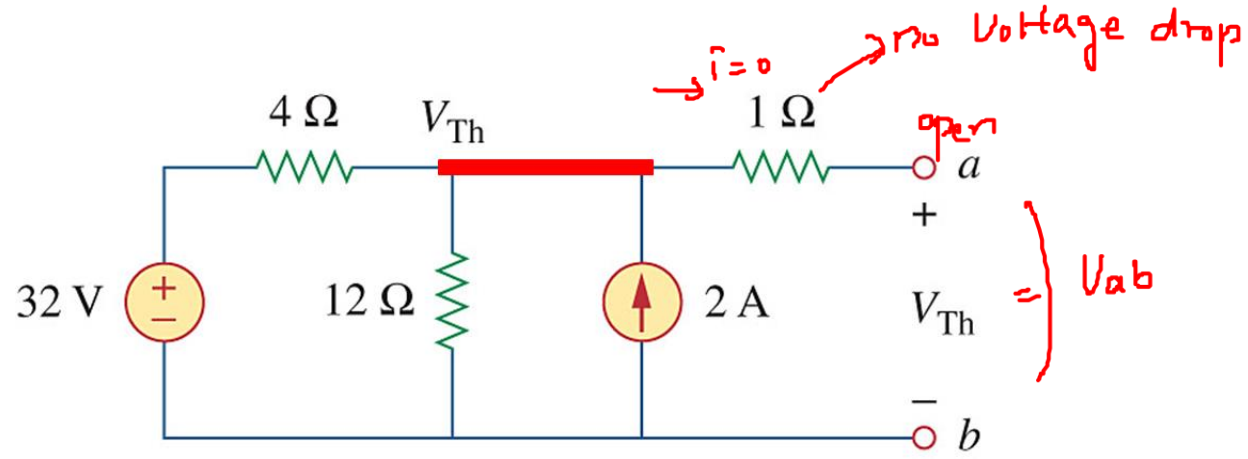 no voltage drop
i=0
4 Ω
V_Th
1 Ω
open
a
+
32 V
+
−
12 Ω
2 A
V_Th
= Vab
−
b